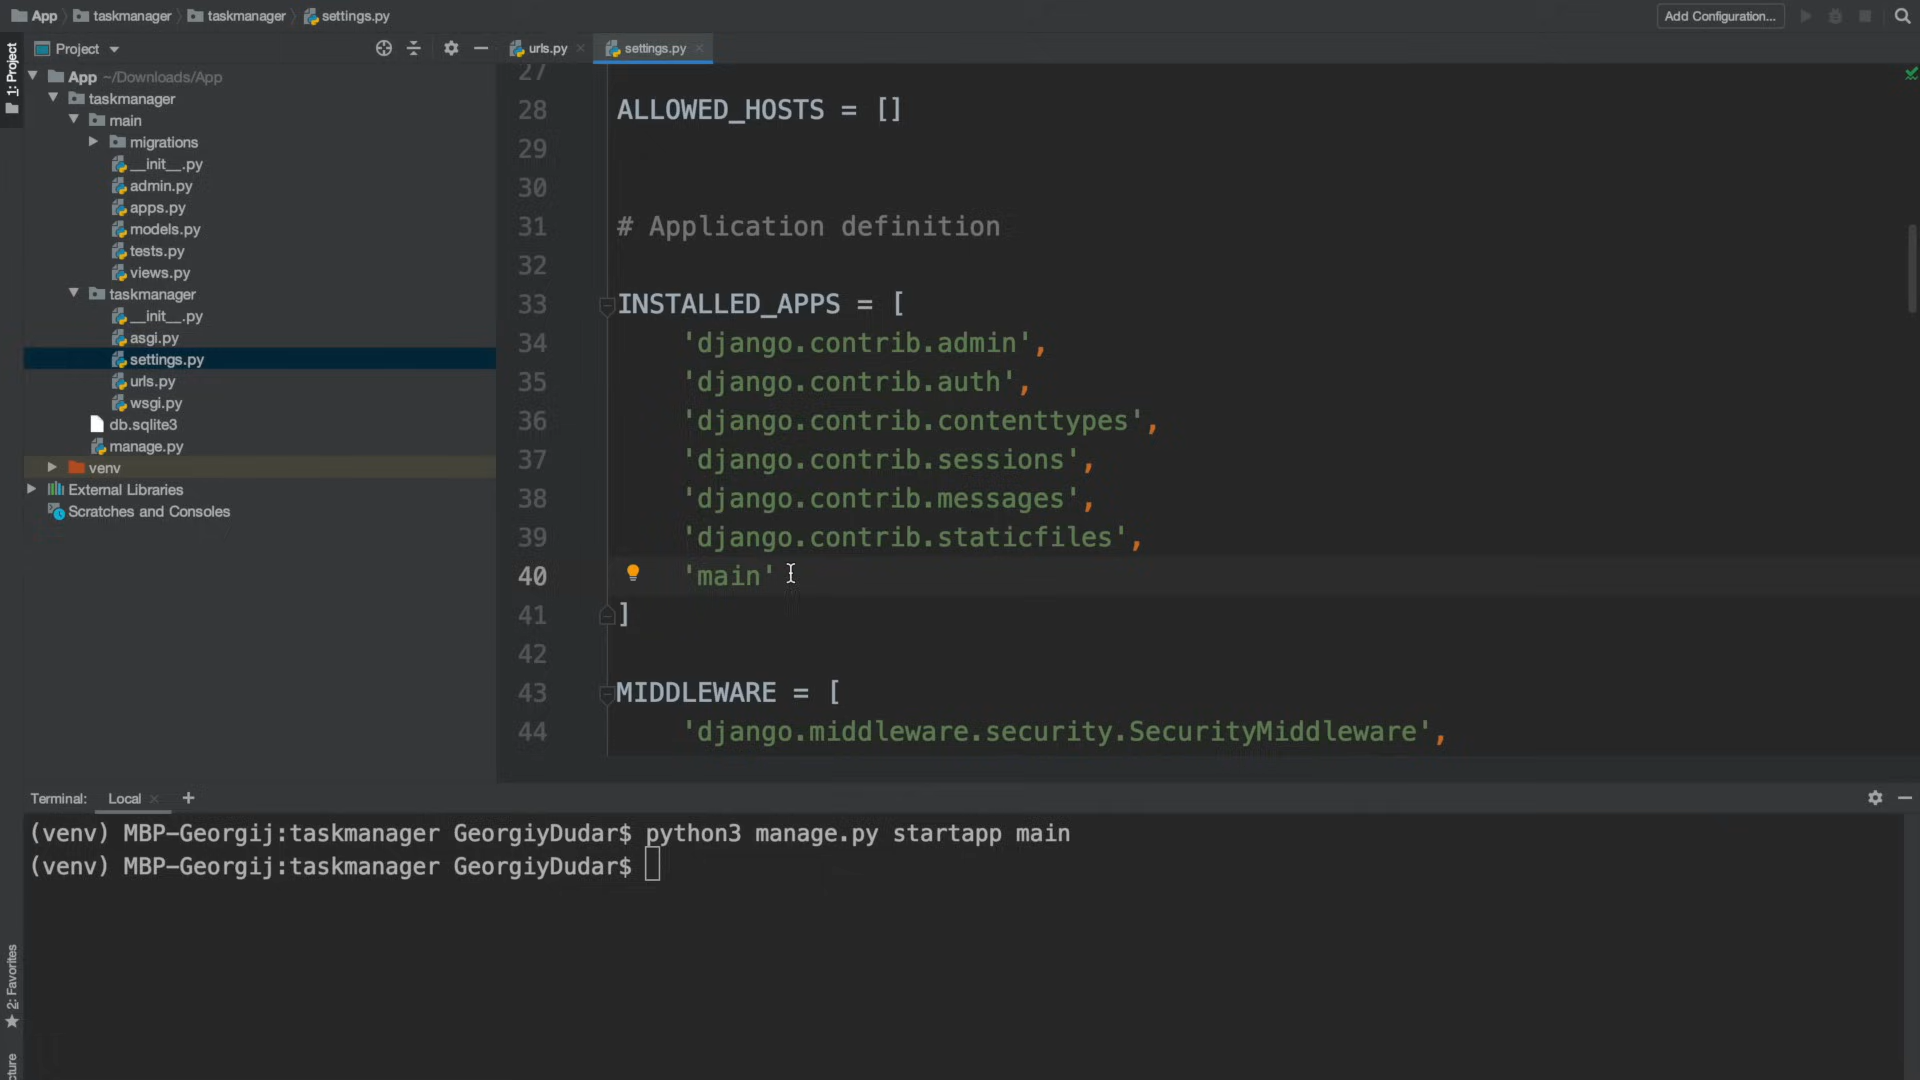 App taskmanager taskmanager settings.py Add Configuration...
1: Project
Project urls.py settings.py
App ~/Downloads/App
taskmanager
main
migrations
__init__.py
admin.py
apps.py
models.py
tests.py
views.py
taskmanager
__init__.py
asgi.py
settings.py
urls.py
wsgi.py
db.sqlite3
manage.py
venv
External Libraries
Scratches and Consoles
27
28 ALLOWED_HOSTS = []
29
30
31 # Application definition
32
33 INSTALLED_APPS = [
34 'django.contrib.admin',
35 'django.contrib.auth',
36 'django.contrib.contenttypes',
37 'django.contrib.sessions',
38 'django.contrib.messages',
39 'django.contrib.staticfiles',
40 'main'
41 ]
42
43 MIDDLEWARE = [
44 'django.middleware.security.SecurityMiddleware',
Terminal: Local +
(venv) MBP-Georgij:taskmanager GeorgiyDudar$ python3 manage.py startapp main
(venv) MBP-Georgij:taskmanager GeorgiyDudar$
2: Favorites